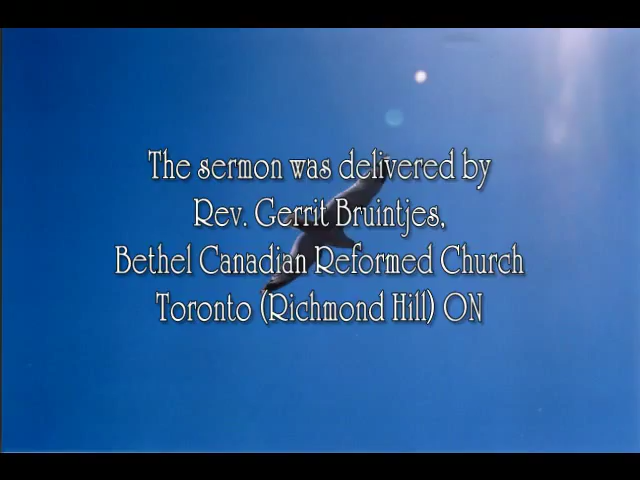 The sermon was delivered by
Rev. Gerrit Bruintjes,
Bethel Canadian Reformed Church
Toronto (Richmond Hill) ON